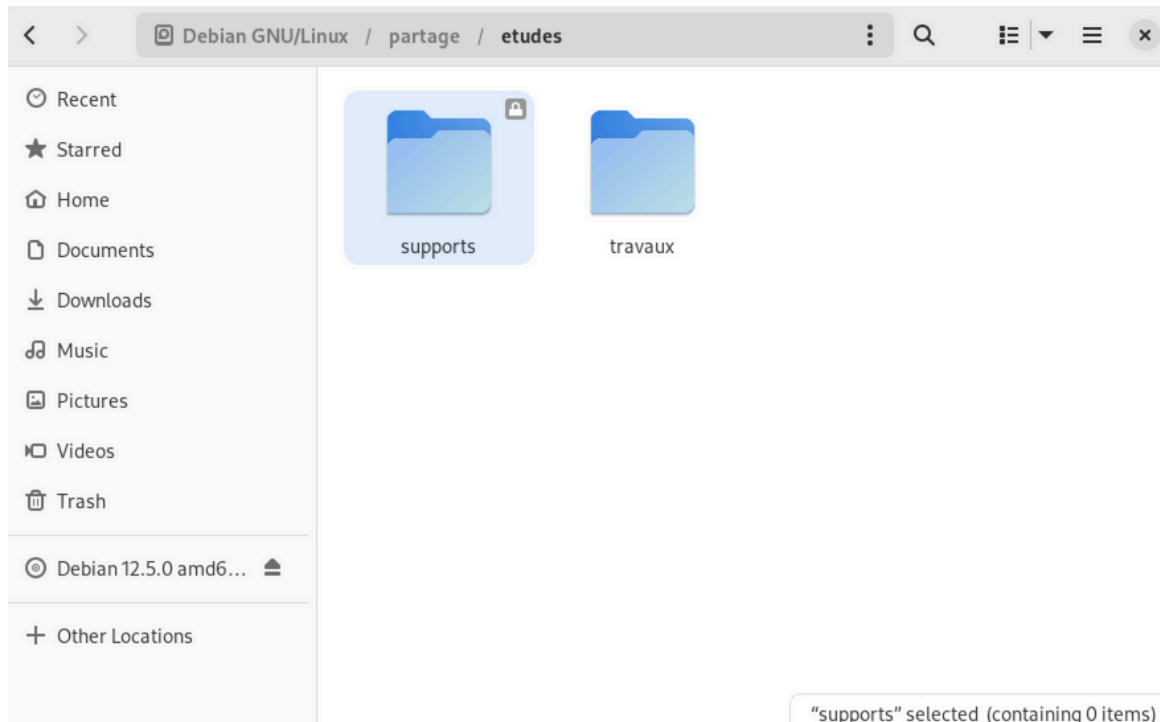 Debian GNU/Linux / partage / etudes
Recent
Starred
Home
Documents
Downloads
Music
Pictures
Videos
Trash
Debian 12.5.0 amd6…
Other Locations
supports
travaux
“supports” selected (containing 0 items)